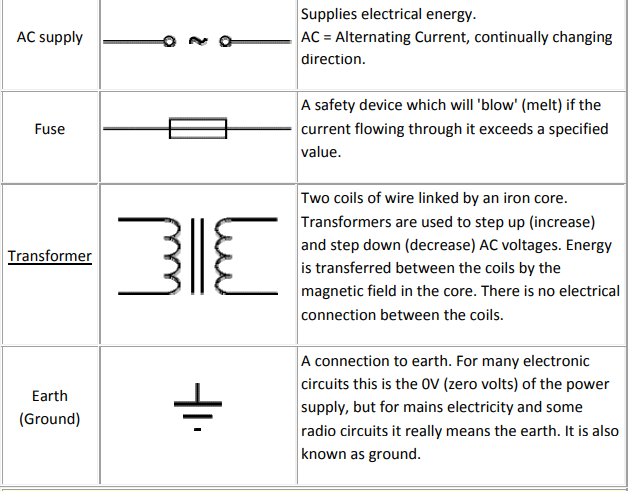 AC supply
Supplies electrical energy.
AC = Alternating Current, continually changing
direction.
Fuse
A safety device which will 'blow' (melt) if the
current flowing through it exceeds a specified
value.
Transformer
Two coils of wire linked by an iron core.
Transformers are used to step up (increase)
and step down (decrease) AC voltages. Energy
is transferred between the coils by the
magnetic field in the core. There is no electrical
connection between the coils.
Earth
(Ground)
A connection to earth. For many electronic
circuits this is the 0V (zero volts) of the power
supply, but for mains electricity and some
radio circuits it really means the earth. It is also
known as ground.